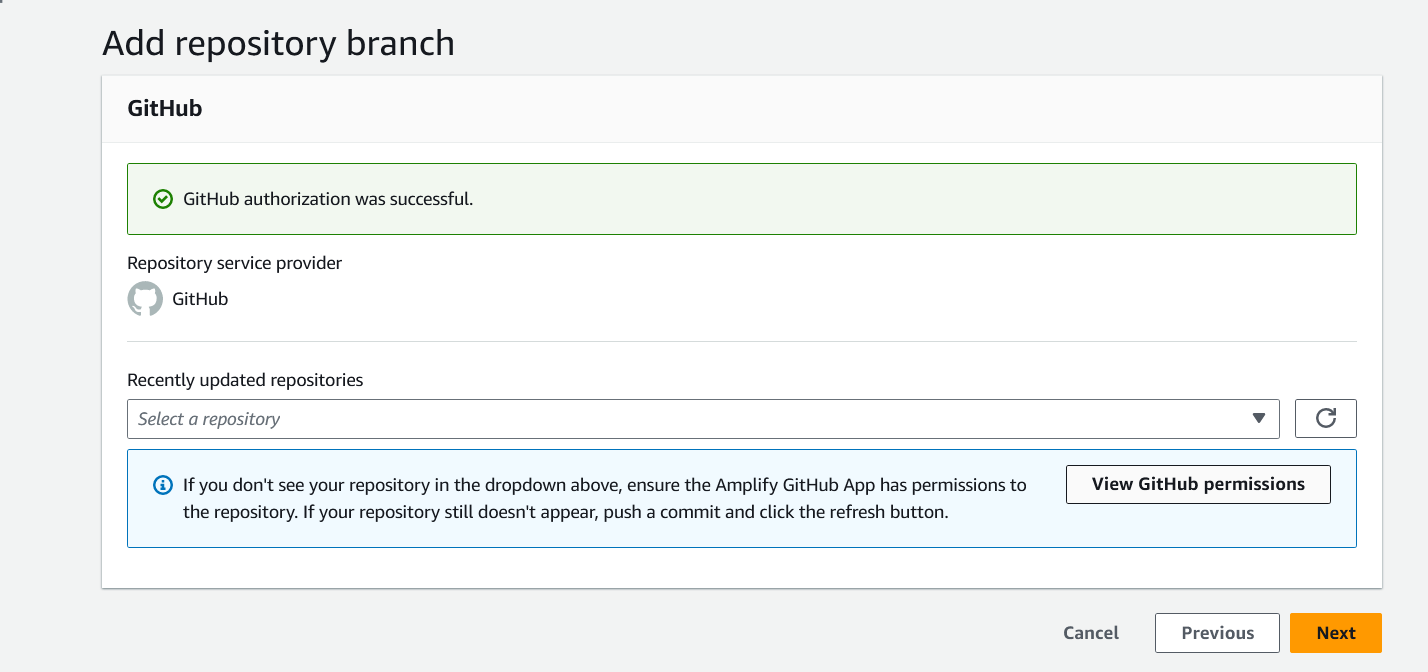 Add repository branch
GitHub
GitHub authorization was successful.
Repository service provider
GitHub
Recently updated repositories
Select a repository
If you don't see your repository in the dropdown above, ensure the Amplify GitHub App has permissions to
the repository. If your repository still doesn't appear, push a commit and click the refresh button.
View GitHub permissions
Cancel
Previous
Next